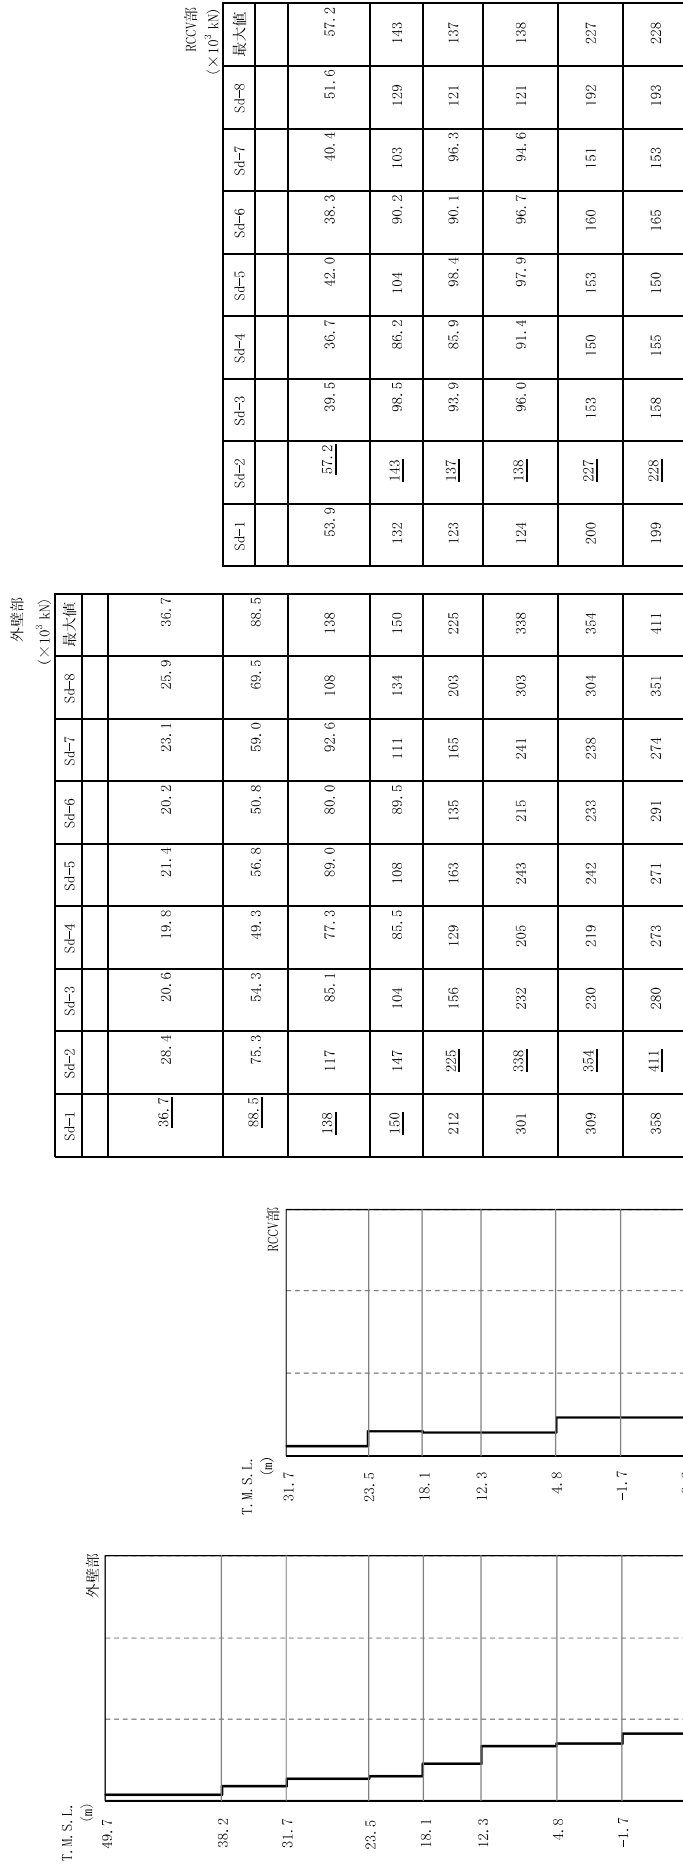 T.M.S.L.
(m)
外壁部
49.7
38.2
31.7
23.5
18.1
12.3
4.8
-1.7
T.M.S.L.
(m)
RCCV部
31.7
23.5
18.1
12.3
4.8
-1.7
外壁部
(×10³ kN)
Sd-1 Sd-2 Sd-3 Sd-4 Sd-5 Sd-6 Sd-7 Sd-8 最大値
36.7 28.4 20.6 19.8 21.4 20.2 23.1 25.9 36.7
88.5 75.3 54.3 49.3 56.8 50.8 59.0 69.5 88.5
138 117 85.1 77.3 89.0 80.0 92.6 108 138
150 147 104 85.5 108 89.5 111 134 150
212 225 156 129 163 135 165 203 225
301 338 232 205 243 215 241 303 338
309 354 230 219 242 233 238 304 354
358 411 280 273 271 291 274 351 411
RCCV部
(×10³ kN)
Sd-1 Sd-2 Sd-3 Sd-4 Sd-5 Sd-6 Sd-7 Sd-8 最大値
53.9 57.2 39.5 36.7 42.0 38.3 40.4 51.6 57.2
132 143 98.5 86.2 104 90.2 103 129 143
123 137 93.9 85.9 98.4 90.1 96.3 121 137
124 138 96.0 91.4 97.9 96.7 94.6 121 138
200 227 153 150 153 160 151 192 227
199 228 158 155 150 165 153 193 228